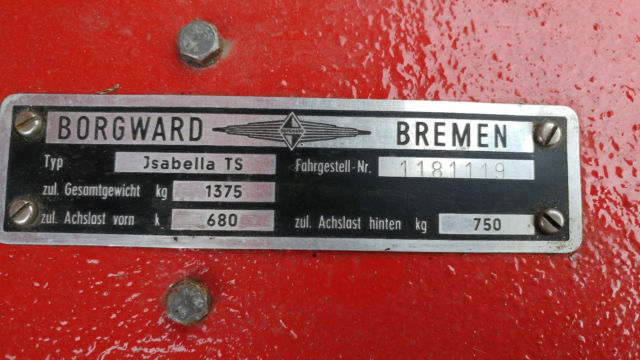 BORGWARD BORGWARD BREMEN
Typ Jsabella TS Fahrgestell-Nr. 1181119
zul. Gesamtgewicht kg 1375
zul. Achslast vorn k 680 zul. Achslast hinten kg 750